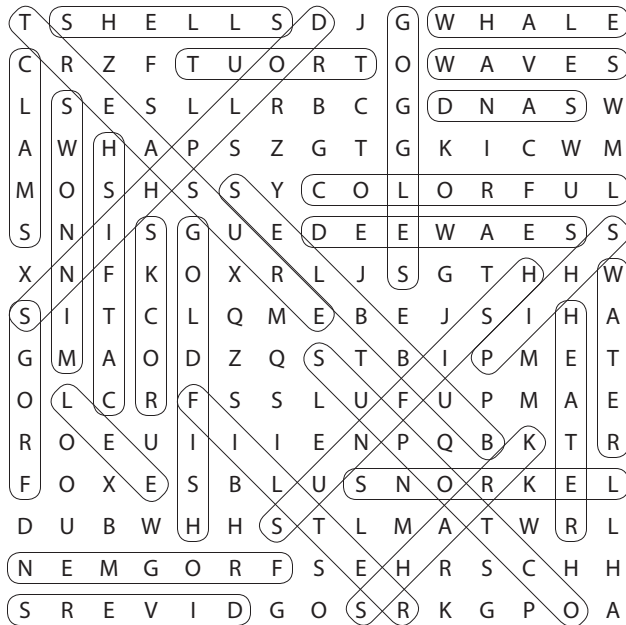 T S H E L L S D J G W H A L E
C R Z F T U O R T O W A V E S
L S E S L L R B C G D N A S W
A W H A P S Z G T G K I C W M
M O S H S S Y C O L O R F U L
S N I S G U E D E E W A E S S
X N F K O X R L J S G T H H W
S I T C L Q M E B E J S I H A
G M A O D Z Q S T B I P M E T
O L C R F S S L U F U P M A E
R O E U I I I E N P Q B K T R
F O X E S B L U S N O R K E L
D U B W H H S T L M A T W R L
N E M G O R F S E H R S C H H
S R E V I D G O S R K G P O A